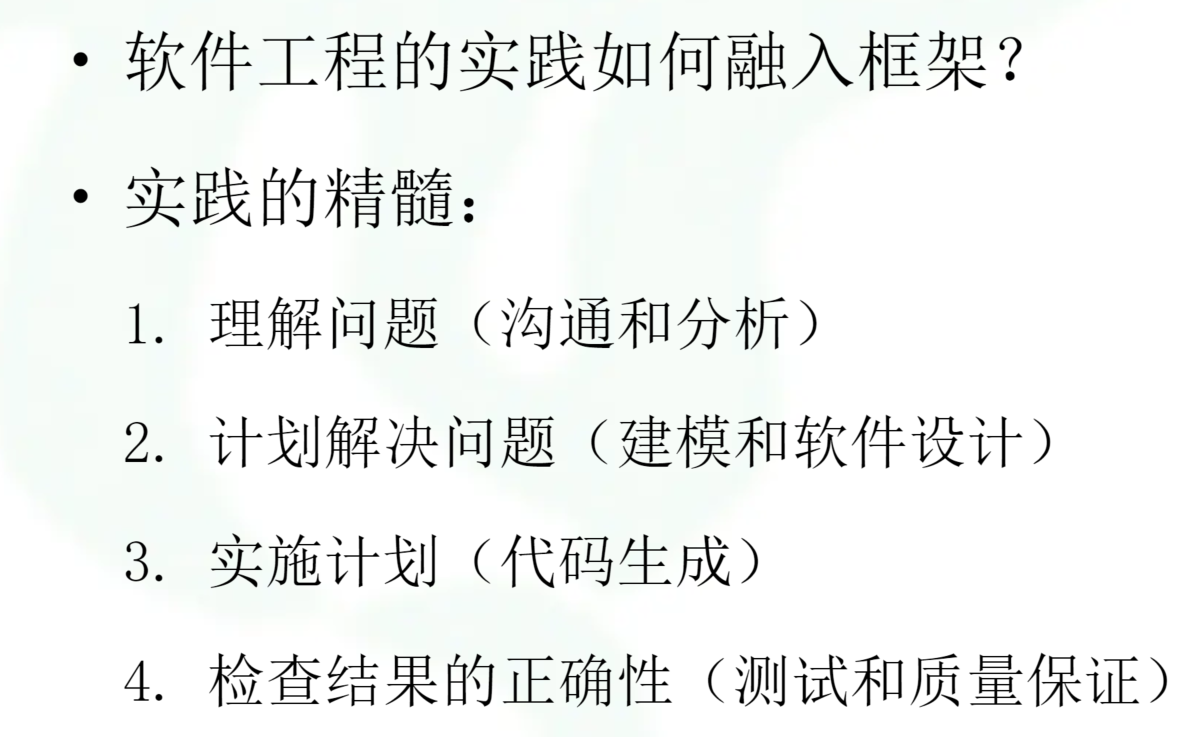 • 软件工程的实践如何融入框架？
• 实践的精髓：
1. 理解问题（沟通和分析）
2. 计划解决问题（建模和软件设计）
3. 实施计划（代码生成）
4. 检查结果的正确性（测试和质量保证）